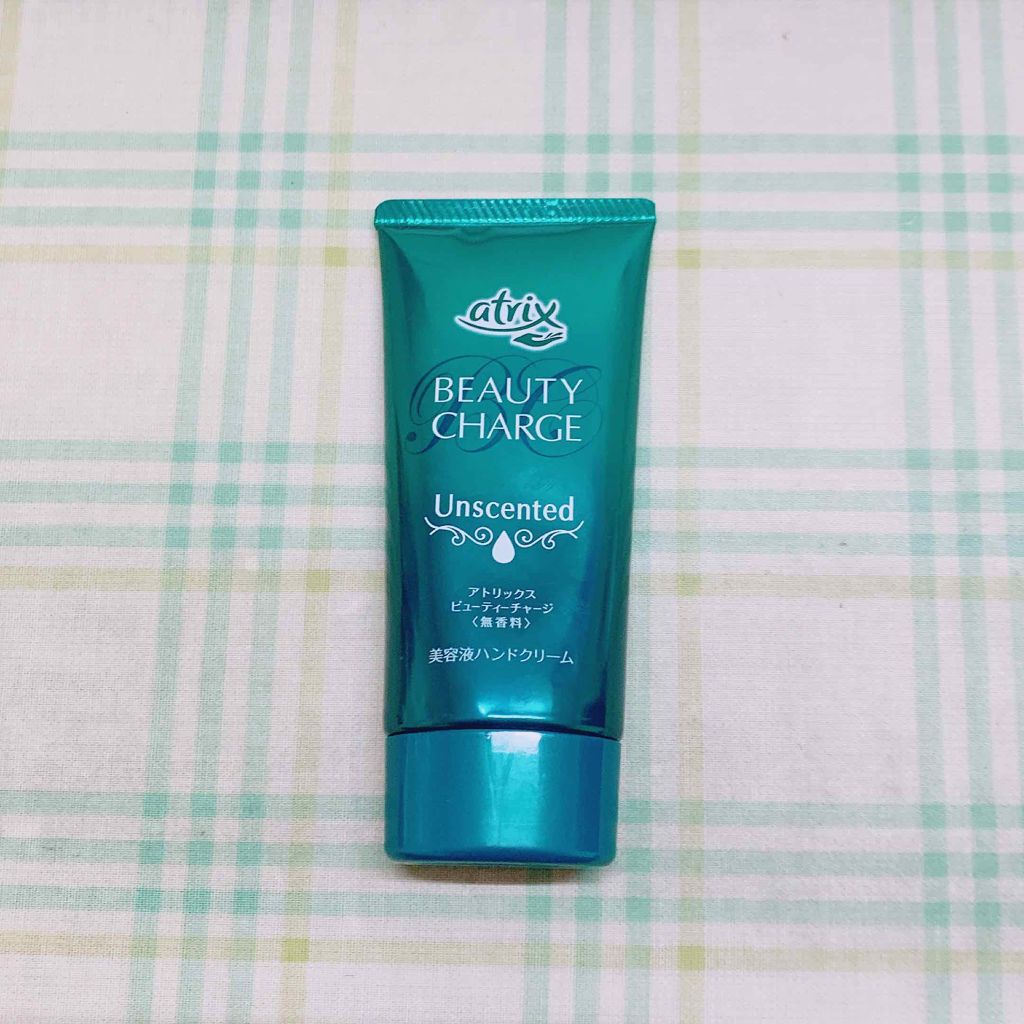 atrix
BC
BEAUTY
CHARGE
Unscented
アトリックス
ビューティーチャージ
〈無香料〉
美容液ハンドクリーム